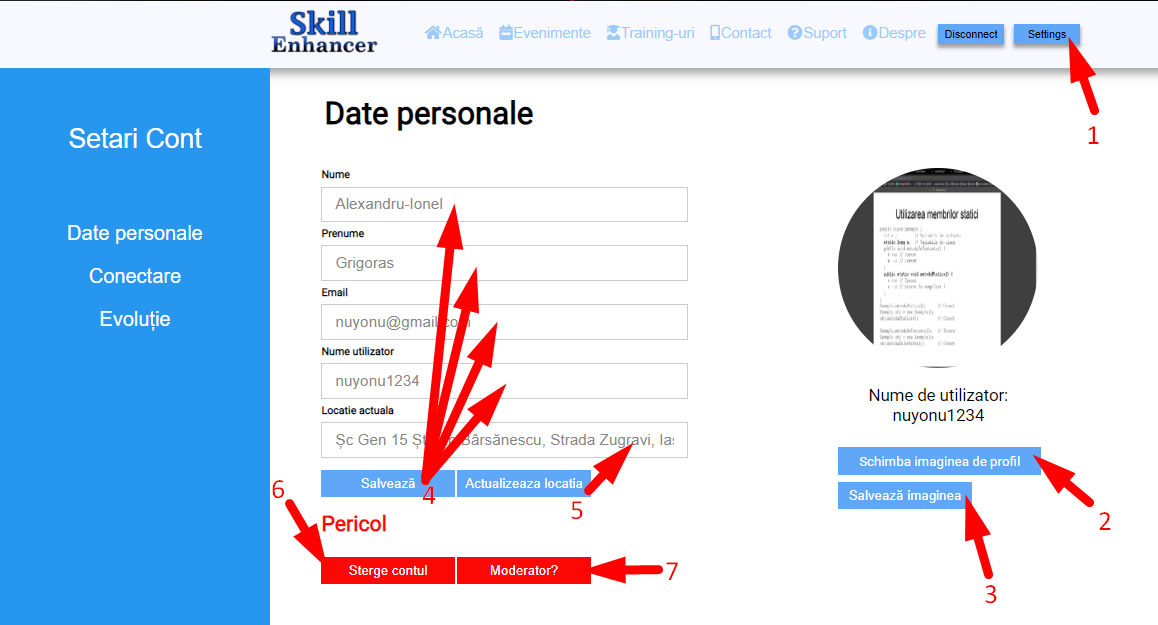 Skill
Enhancer
Acasă
Evenimente
Training-uri
Contact
Suport
Despre
Disconnect
Settings
1
Setari Cont
Date personale
Conectare
Evoluție
Date personale
Nume
Alexandru-Ionel
Prenume
Grigoras
Email
nuyonu@gmail.com
Nume utilizator
nuyonu1234
Locatie actuala
Șc Gen 15 Bârsănescu, Strada Zugravi, Ias
Salvează
Actualizeaza locatia
4
5
6
Pericol
Sterge contul
Moderator?
7
Utilizarea membrilor statici
Nume de utilizator:
nuyonu1234
Schimba imaginea de profil
Salvează imaginea
2
3